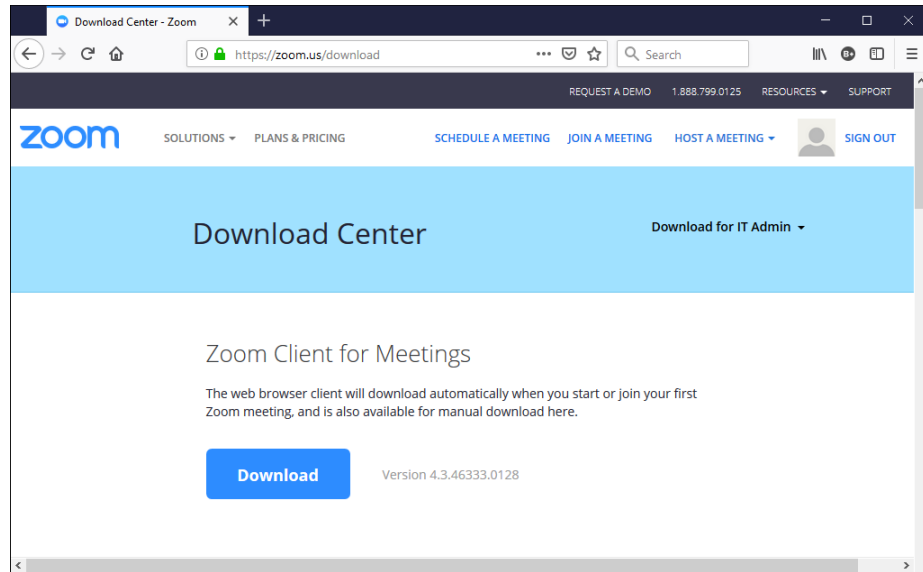 Download Center - Zoom
https://zoom.us/download
Search
REQUEST A DEMO 1.888.799.0125 RESOURCES SUPPORT
zoom SOLUTIONS PLANS & PRICING SCHEDULE A MEETING JOIN A MEETING HOST A MEETING SIGN OUT
Download Center
Download for IT Admin
Zoom Client for Meetings
The web browser client will download automatically when you start or join your first
Zoom meeting, and is also available for manual download here.
Download Version 4.3.46333.0128